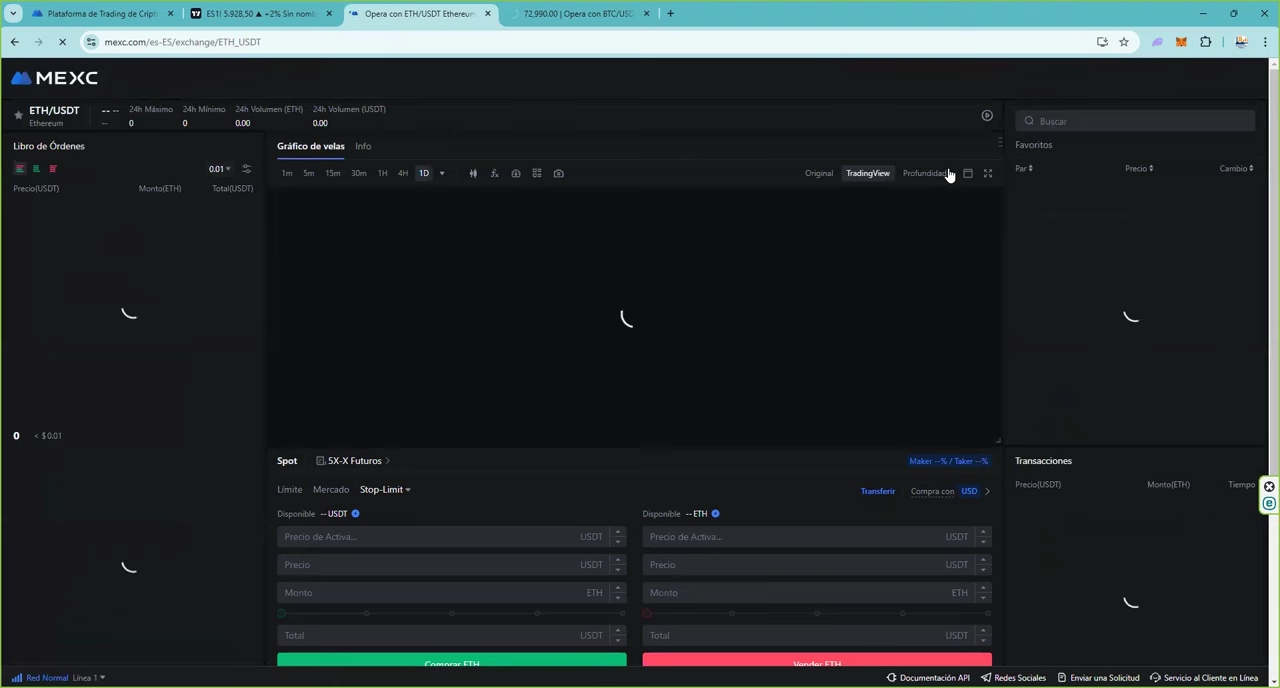 Plataforma de Trading de Cript
ES1! 5.928,50 ▲ +2% Sin nomb
Opera con ETH/USDT Ethereum
72,990.00 | Opera con BTC/USD
mexc.com/es-ES/exchange/ETH_USDT
MEXC
ETH/USDT
Ethereum
-- --
--
24h Máximo
0
24h Mínimo
0
24h Volumen (ETH)
0.00
24h Volumen (USDT)
0.00
Libro de Órdenes
0.01
Precio(USDT) Monto(ETH) Total(USDT)
0 < $ 0.01
Gráfico de velas Info
1m 5m 15m 30m 1H 4H 1D
Original TradingView Profundidad
Buscar
Favoritos
Par Precio Cambio
Spot 5X-X Futuros >
Maker --% / Taker --%
Límite Mercado Stop-Limit
Transferir Compra con USD
Disponible -- USDT
Precio de Activa... USDT
Precio USDT
Monto ETH
Total USDT
Comprar ETH
Disponible -- ETH
Precio de Activa... USDT
Precio USDT
Monto ETH
Total USDT
Vender ETH
Transacciones
Precio(USDT) Monto(ETH) Tiempo
Red Normal Línea 1
Documentación API Redes Sociales Enviar una Solicitud Servicio al Cliente en Línea